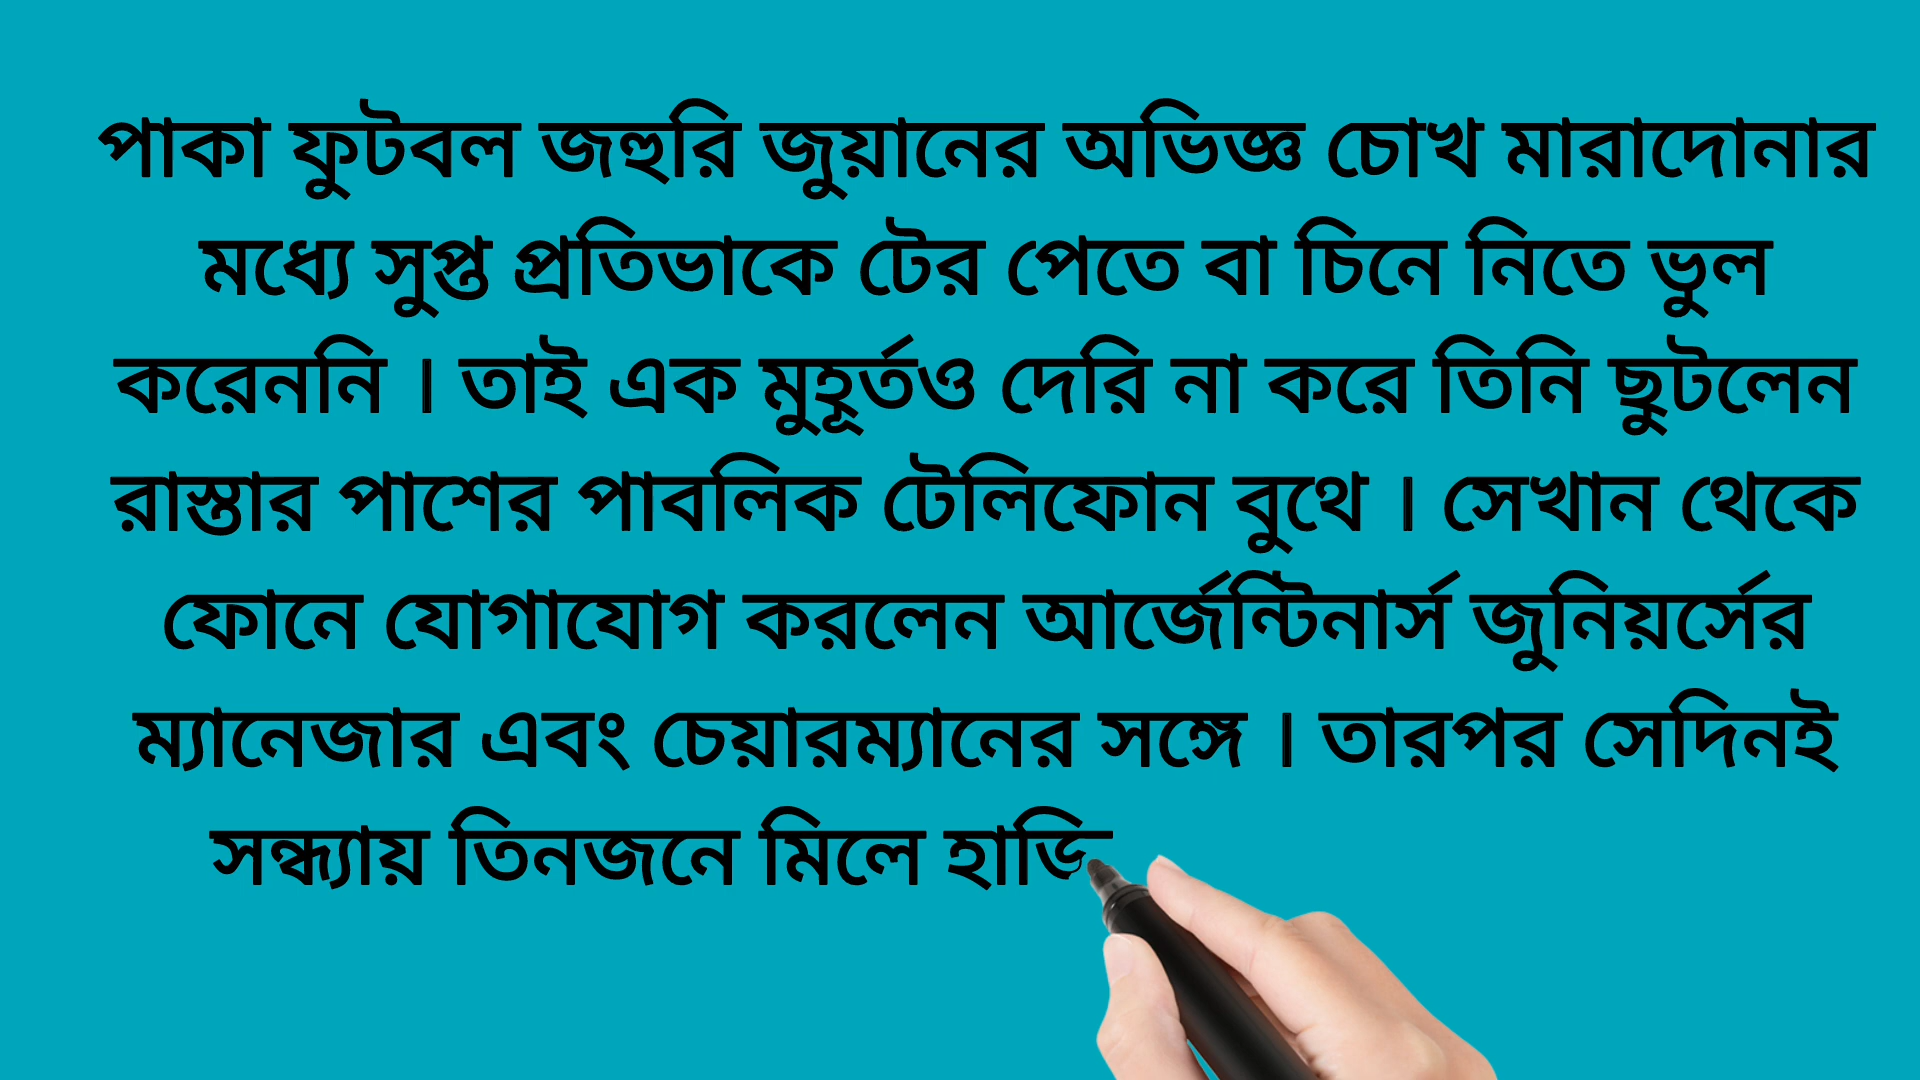 পাকা ফুটবল জহুরি জুয়ানের অভিজ্ঞ চোখ মারাদোনার
মধ্যে সুপ্ত প্রতিভাকে টের পেতে বা চিনে নিতে ভুল
করেননি । তাই এক মুহূর্তও দেরি না করে তিনি ছুটলেন
রাস্তার পাশের পাবলিক টেলিফোন বুথে । সেখান থেকে
ফোনে যোগাযোগ করলেন আর্জেন্টিনার্স জুনিয়র্সের
ম্যানেজার এবং চেয়ারম্যানের সঙ্গে । তারপর সেদিনই
সন্ধ্যায় তিনজনে মিলে